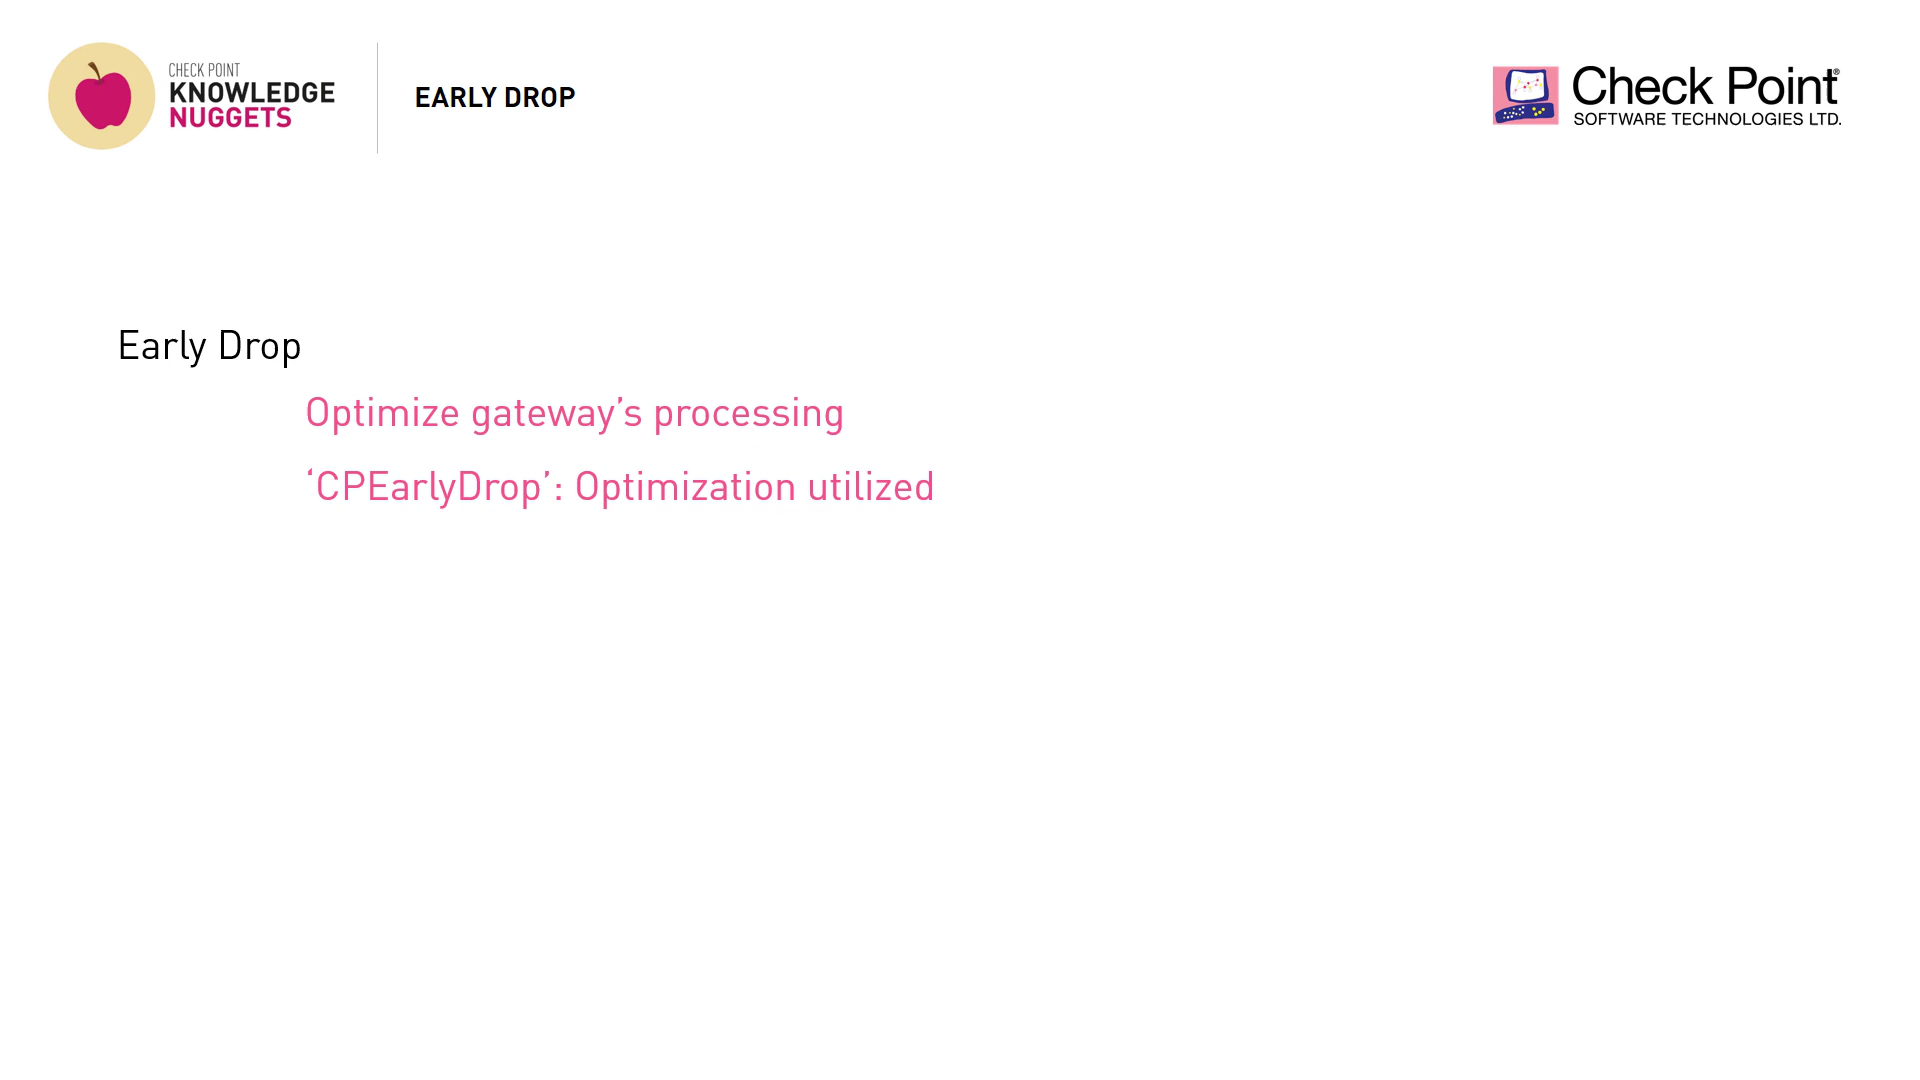 CHECK POINT
KNOWLEDGE
NUGGETS
EARLY DROP
Check Point®
SOFTWARE TECHNOLOGIES LTD.
Early Drop
Optimize gateway’s processing
‘CPEarlyDrop’: Optimization utilized